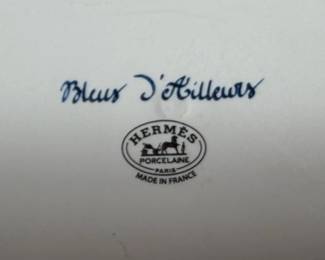 Bleus D'Ailleurs
HERMÈS
PORCELAINE
PARIS
MADE IN FRANCE